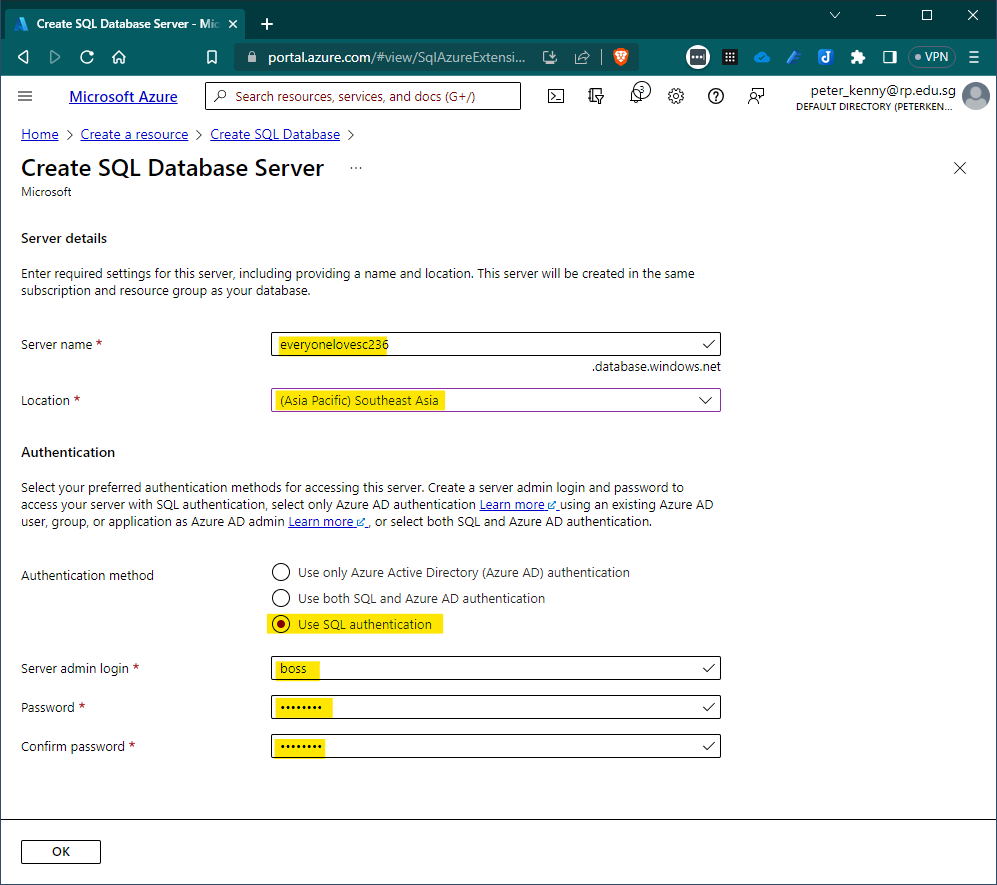 Create SQL Database Server - Mic
portal.azure.com/#view/SqlAzureExtensi...
VPN
Microsoft Azure
Search resources, services, and docs (G+/)
3
peter_kenny@rp.edu.sg
DEFAULT DIRECTORY (PETERKEN...
Home > Create a resource > Create SQL Database >
Create SQL Database Server ...
Microsoft
Server details
Enter required settings for this server, including providing a name and location. This server will be created in the same
subscription and resource group as your database.
Server name *
everyonelovesc236
.database.windows.net
Location *
(Asia Pacific) Southeast Asia
Authentication
Select your preferred authentication methods for accessing this server. Create a server admin login and password to
access your server with SQL authentication, select only Azure AD authentication Learn more using an existing Azure AD
user, group, or application as Azure AD admin Learn more , or select both SQL and Azure AD authentication.
Authentication method
Use only Azure Active Directory (Azure AD) authentication
Use both SQL and Azure AD authentication
Use SQL authentication
Server admin login *
boss
Password *
••••••••
Confirm password *
••••••••
OK